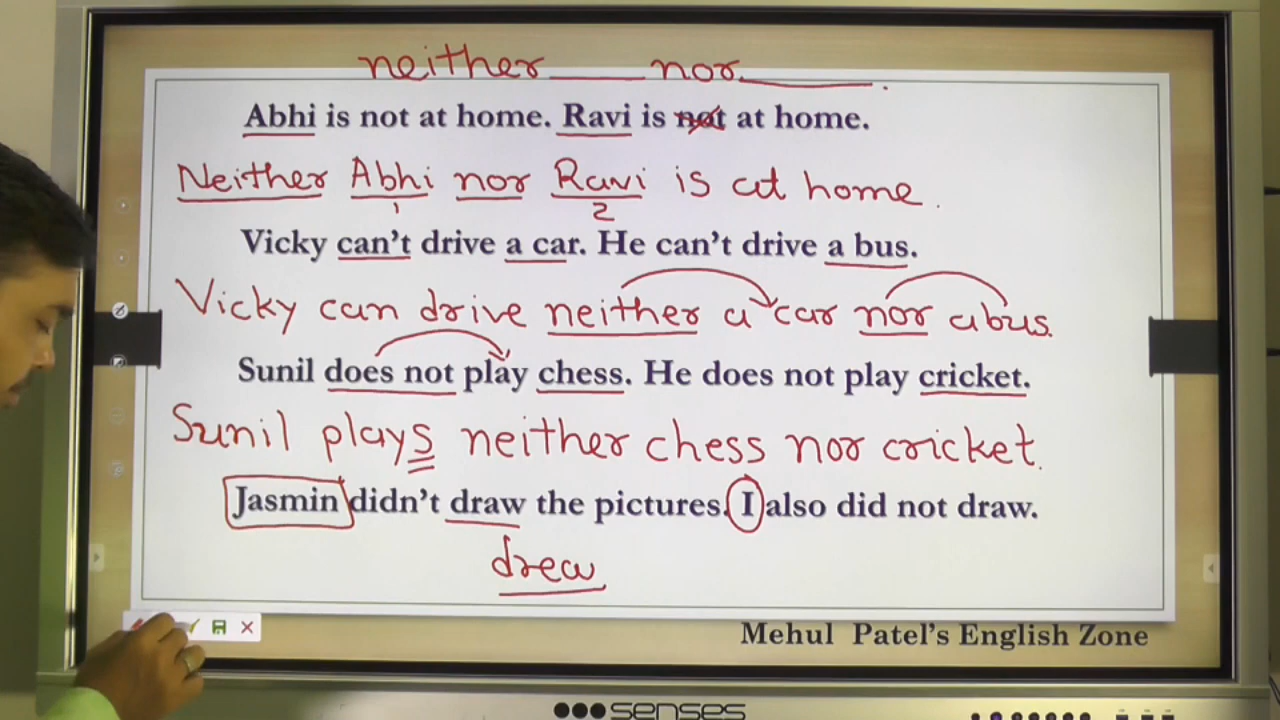 neither ____ nor ____.
Abhi is not at home. Ravi is not at home.
Neither Abhi nor Ravi is at home.
1 2
Vicky can't drive a car. He can't drive a bus.
Vicky can drive neither a car nor a bus.
Sunil does not play chess. He does not play cricket.
Sunil plays neither chess nor cricket.
Jasmin didn't draw the pictures. I also did not draw.
drew
Mehul Patel's English Zone
senses